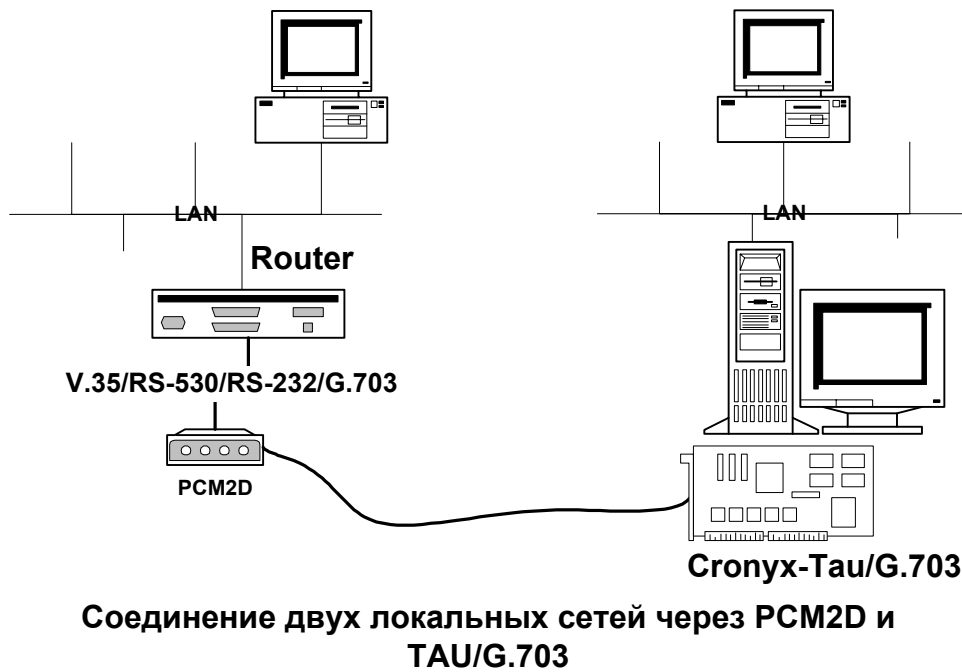 LAN
LAN
Router
V.35/RS-530/RS-232/G.703
PCM2D
Cronyx-Tau/G.703
Соединение двух локальных сетей через PCM2D и
TAU/G.703